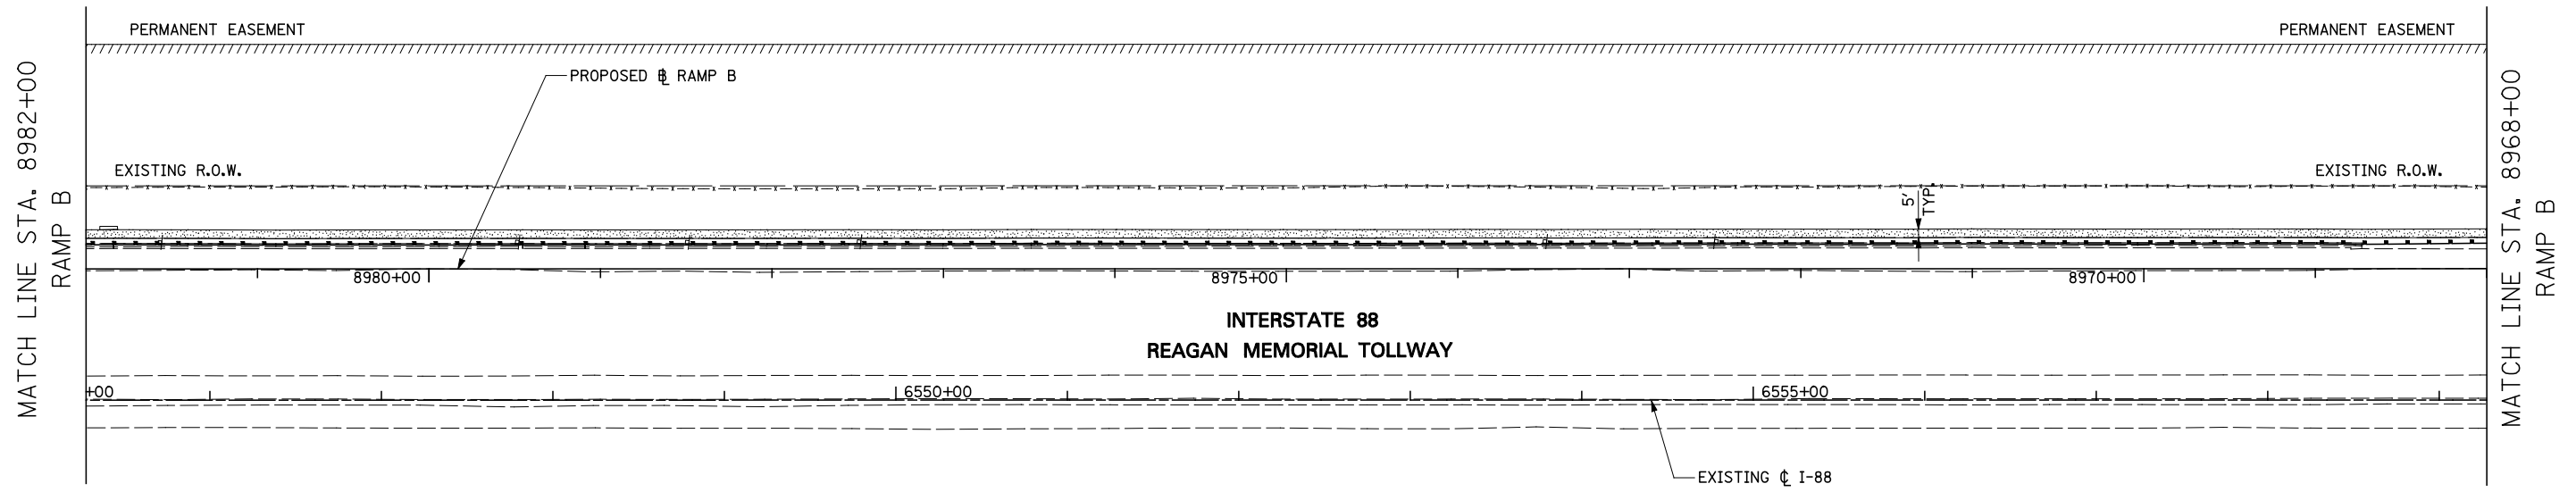 PERMANENT EASEMENT
PERMANENT EASEMENT
PROPOSED ℄ RAMP B
MATCH LINE STA. 8982+00
RAMP B
EXISTING R.O.W.
EXISTING R.O.W.
5'
TYP.
8980+00
8975+00
8970+00
INTERSTATE 88
REAGAN MEMORIAL TOLLWAY
+00
6550+00
6555+00
EXISTING ℄ I-88
MATCH LINE STA. 8968+00
RAMP B